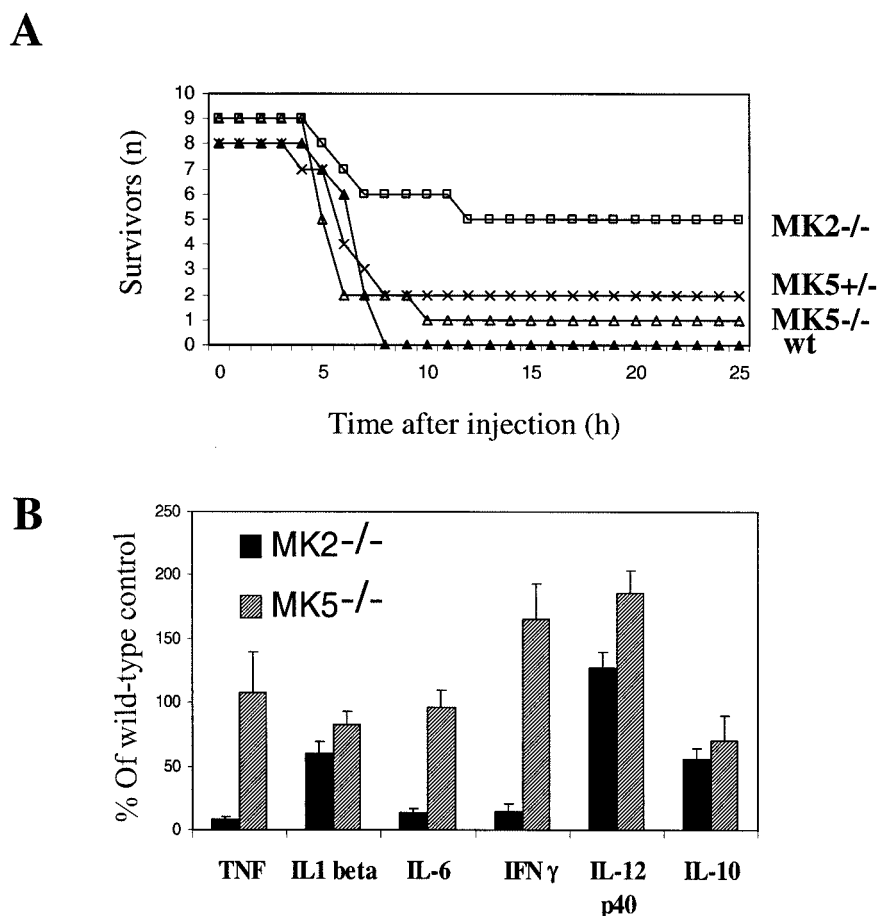 A
10
9
8
7
6
5
4
3
2
1
0
Survivors (n)
0 5 10 15 20 25
Time after injection (h)
MK2-/-
MK5+/-
MK5-/-
wt
B
250
200
150
100
50
0
% Of wild-type control
MK2-/-
MK5-/-
TNF IL1 beta IL-6 IFN γ IL-12 IL-10
p40